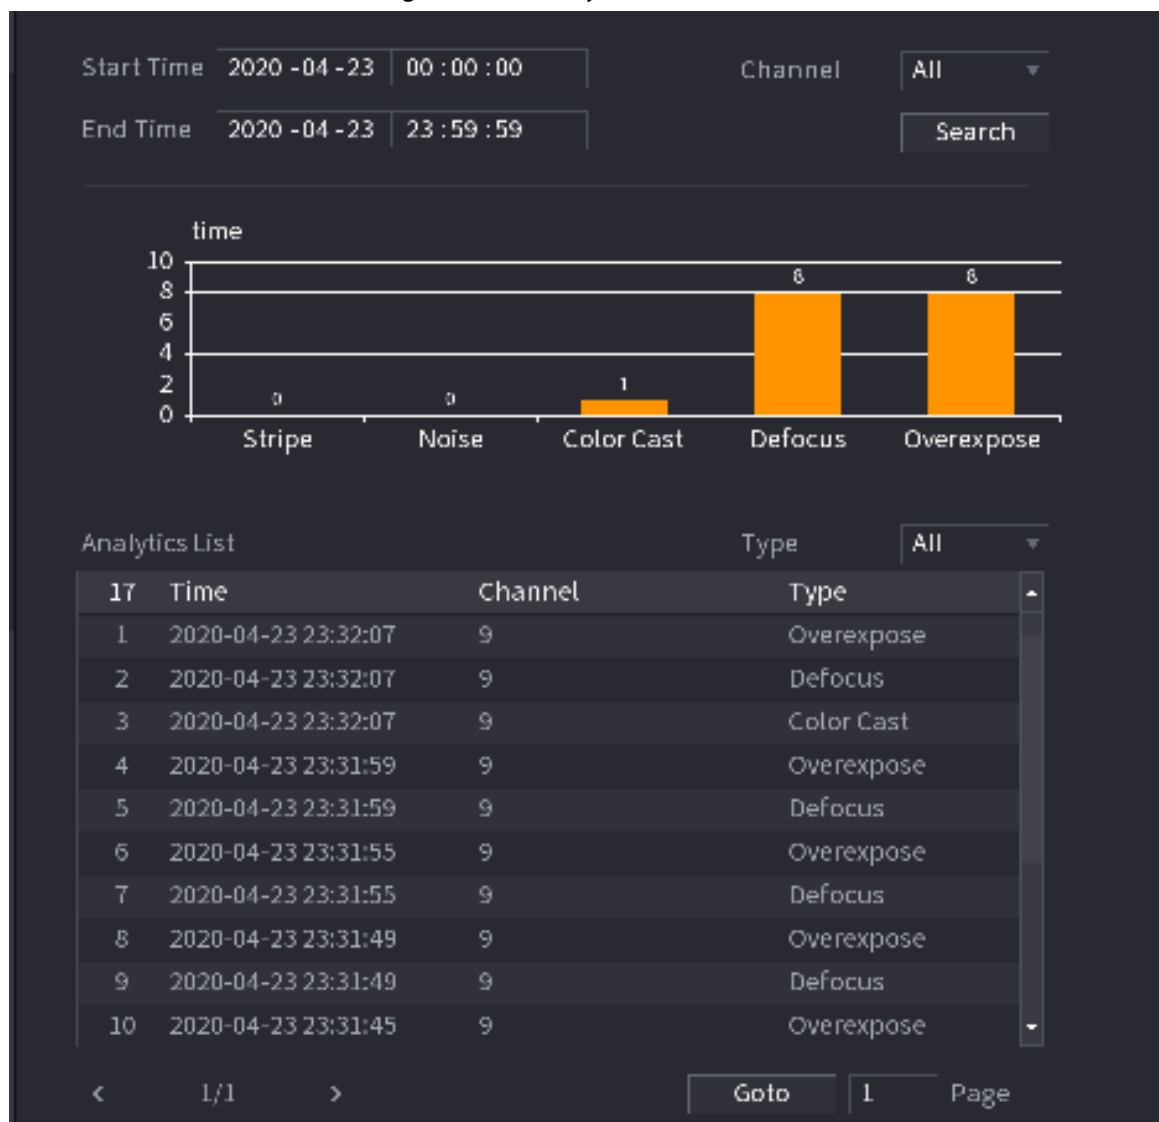 Start Time 2020 -04 -23 00 :00 :00 Channel All
End Time 2020 -04 -23 23 :59 :59 Search
time
10
8
6
4
2
0
8 8
1
0 0
Stripe Noise Color Cast Defocus Overexpose
Analytics List Type All
17 Time Channel Type
1 2020-04-23 23:32:07 9 Overexpose
2 2020-04-23 23:32:07 9 Defocus
3 2020-04-23 23:32:07 9 Color Cast
4 2020-04-23 23:31:59 9 Overexpose
5 2020-04-23 23:31:59 9 Defocus
6 2020-04-23 23:31:55 9 Overexpose
7 2020-04-23 23:31:55 9 Defocus
8 2020-04-23 23:31:49 9 Overexpose
9 2020-04-23 23:31:49 9 Defocus
10 2020-04-23 23:31:45 9 Overexpose
< 1/1 > Goto 1 Page